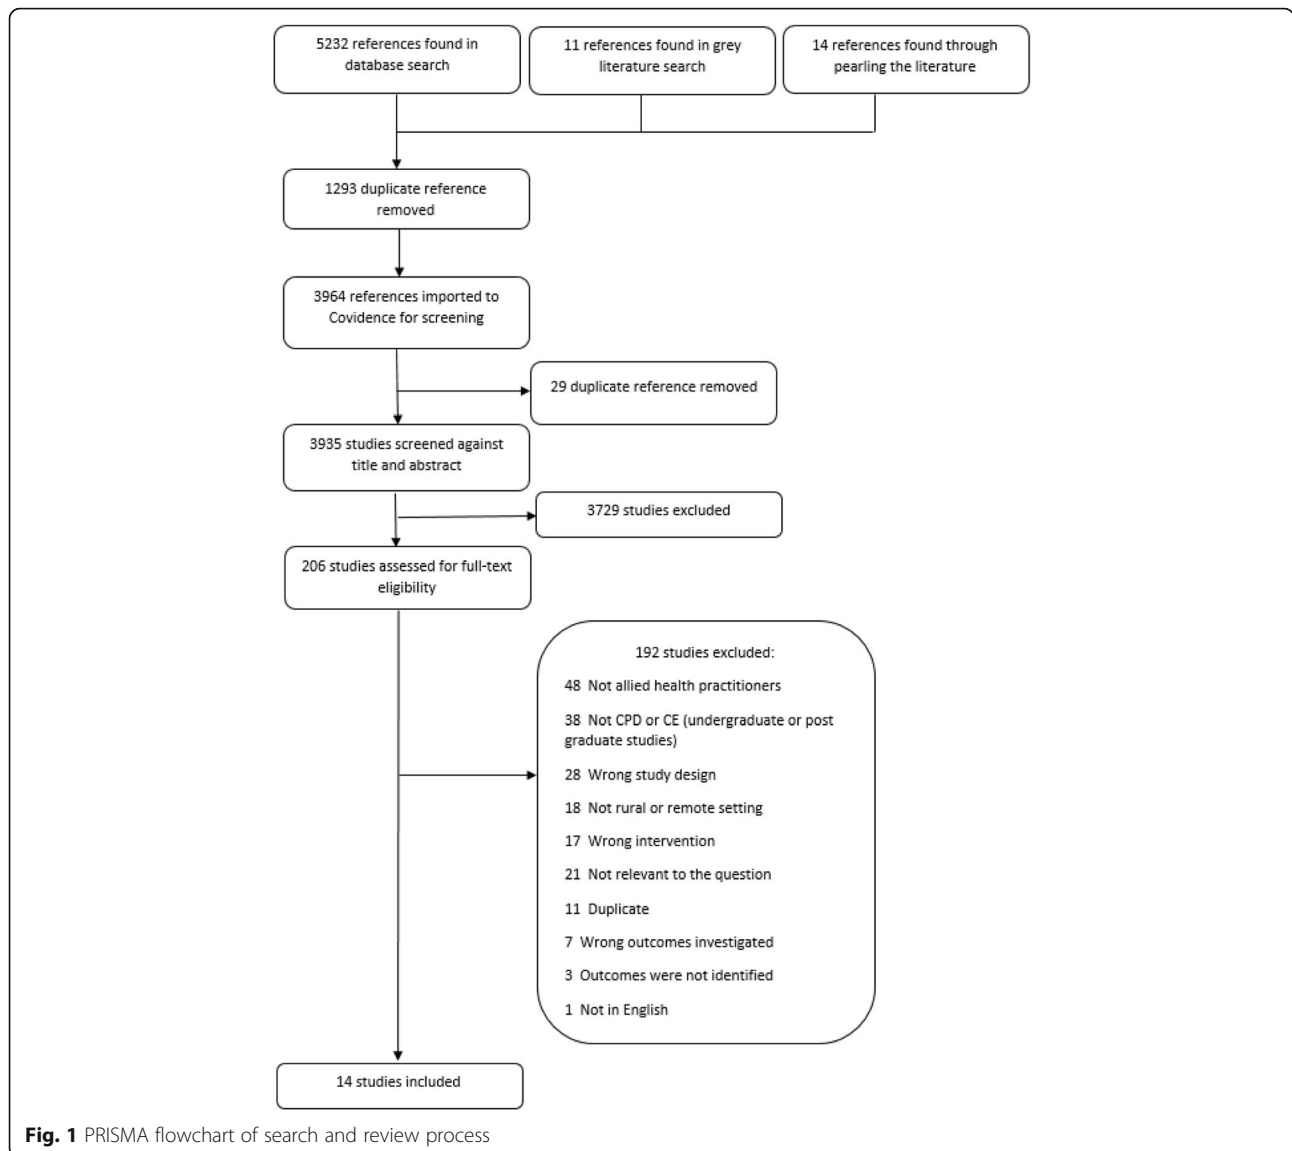 5232 references found in
database search
11 references found in grey
literature search
14 references found through
pearling the literature
1293 duplicate reference
removed
3964 references imported to
Covidence for screening
29 duplicate reference removed
3935 studies screened against
title and abstract
3729 studies excluded
206 studies assessed for full-text
eligibility
192 studies excluded:
48 Not allied health practitioners
38 Not CPD or CE (undergraduate or post
graduate studies)
28 Wrong study design
18 Not rural or remote setting
17 Wrong intervention
21 Not relevant to the question
11 Duplicate
7 Wrong outcomes investigated
3 Outcomes were not identified
1 Not in English
14 studies included
Fig. 1 PRISMA flowchart of search and review process